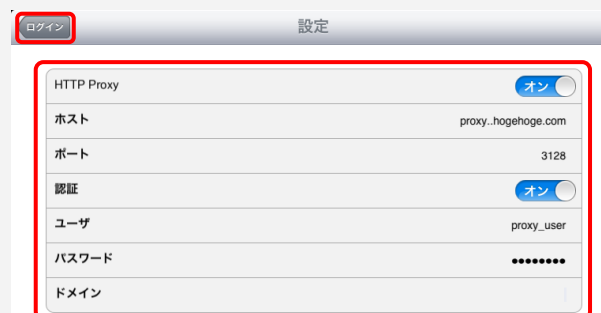 ログイン
設定
HTTP Proxy オン
ホスト proxy..hogehoge.com
ポート 3128
認証 オン
ユーザ proxy_user
パスワード ••••••••
ドメイン